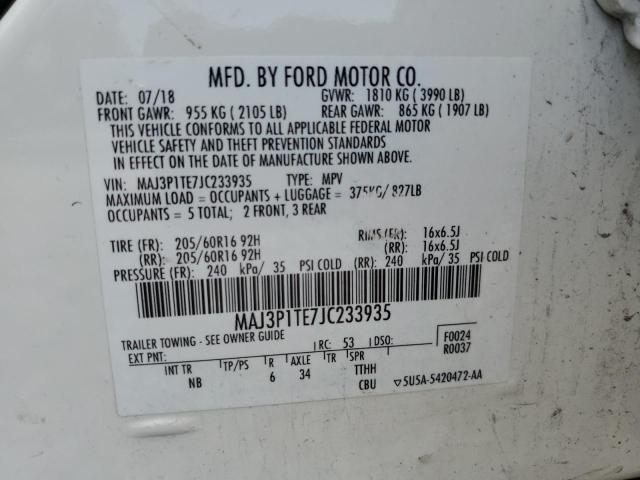 MFD. BY FORD MOTOR CO.
DATE: 07/18 GVWR: 1810 KG ( 3990 LB)
FRONT GAWR: 955 KG ( 2105 LB) REAR GAWR: 865 KG ( 1907 LB)
THIS VEHICLE CONFORMS TO ALL APPLICABLE FEDERAL MOTOR
VEHICLE SAFETY AND THEFT PREVENTION STANDARDS
IN EFFECT ON THE DATE OF MANUFACTURE SHOWN ABOVE.
VIN: MAJ3P1TE7JC233935 TYPE: MPV
MAXIMUM LOAD = OCCUPANTS + LUGGAGE = 375KG/ 827LB
OCCUPANTS = 5 TOTAL; 2 FRONT, 3 REAR
TIRE (FR): 205/60R16 92H RIMS (FR): 16x6.5J
(RR): 205/60R16 92H (RR): 16x6.5J
PRESSURE (FR): 240 kPa/ 35 PSI COLD (RR): 240 kPa/ 35 PSI COLD
MAJ3P1TE7JC233935
TRAILER TOWING - SEE OWNER GUIDE
EXT PNT: RC: 53 DSO: F0024
R0037
INT TR TP/PS R AXLE TR SPR
NB 6 34 TTHH
CBU 5U5A-5420472-AA